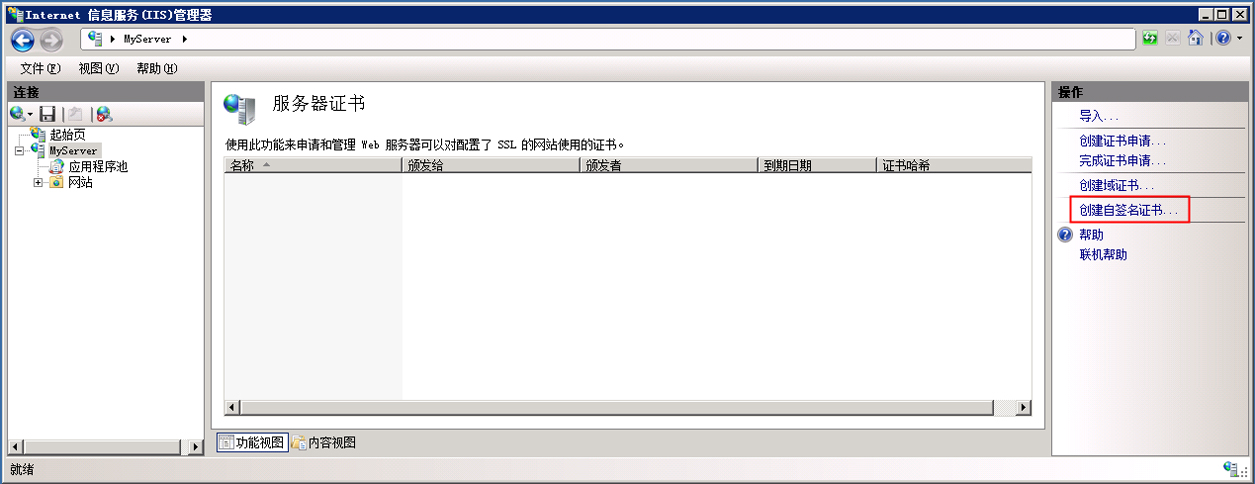 Internet 信息服务(IIS)管理器
MyServer
文件(F) 视图(V) 帮助(H)
连接
起始页
MyServer
应用程序池
网站
服务器证书
使用此功能来申请和管理 Web 服务器可以对配置了 SSL 的网站使用的证书。
名称 颁发给 颁发者 到期日期 证书哈希
功能视图 内容视图
操作
导入...
创建证书申请...
完成证书申请...
创建域证书...
创建自签名证书...
帮助
联机帮助
就绪